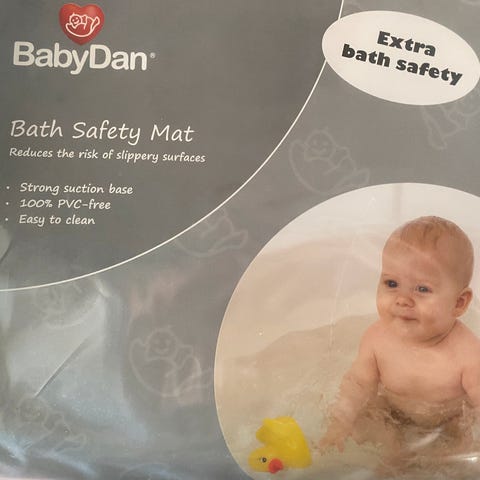 BabyDan®
Extra
bath safety
Bath Safety Mat
Reduces the risk of slippery surfaces
· Strong suction base
· 100% PVC-free
· Easy to clean